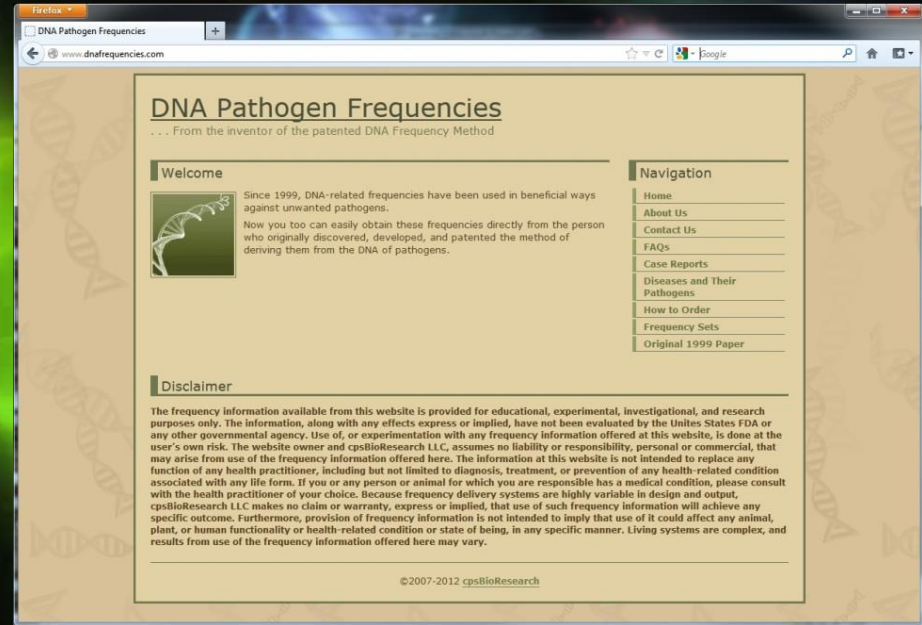 Firefox
DNA Pathogen Frequencies
+
www.dnafrequencies.com
Google
DNA Pathogen Frequencies
. . . From the inventor of the patented DNA Frequency Method
Welcome
Since 1999, DNA-related frequencies have been used in beneficial ways
against unwanted pathogens.
Now you too can easily obtain these frequencies directly from the person
who originally discovered, developed, and patented the method of
deriving them from the DNA of pathogens.
Navigation
Home
About Us
Contact Us
FAQs
Case Reports
Diseases and Their
Pathogens
How to Order
Frequency Sets
Original 1999 Paper
Disclaimer
The frequency information available from this website is provided for educational, experimental, investigational, and research
purposes only. The information, along with any effects express or implied, have not been evaluated by the Unites States FDA or
any other governmental agency. Use of, or experimentation with any frequency information offered at this website, is done at the
user's own risk. The website owner and cpsBioResearch LLC, assumes no liability or responsibility, personal or commercial, that
may arise from use of the frequency information offered here. The information at this website is not intended to replace any
function of any health practitioner, including but not limited to diagnosis, treatment, or prevention of any health-related condition
associated with any life form. If you or any person or animal for which you are responsible has a medical condition, please consult
with the health practitioner of your choice. Because frequency delivery systems are highly variable in design and output,
cpsBioResearch LLC makes no claim or warranty, express or implied, that use of such frequency information will achieve any
specific outcome. Furthermore, provision of frequency information is not intended to imply that use of it could affect any animal,
plant, or human functionality or health-related condition or state of being, in any specific manner. Living systems are complex, and
results from use of the frequency information offered here may vary.
©2007-2012 cpsBioResearch